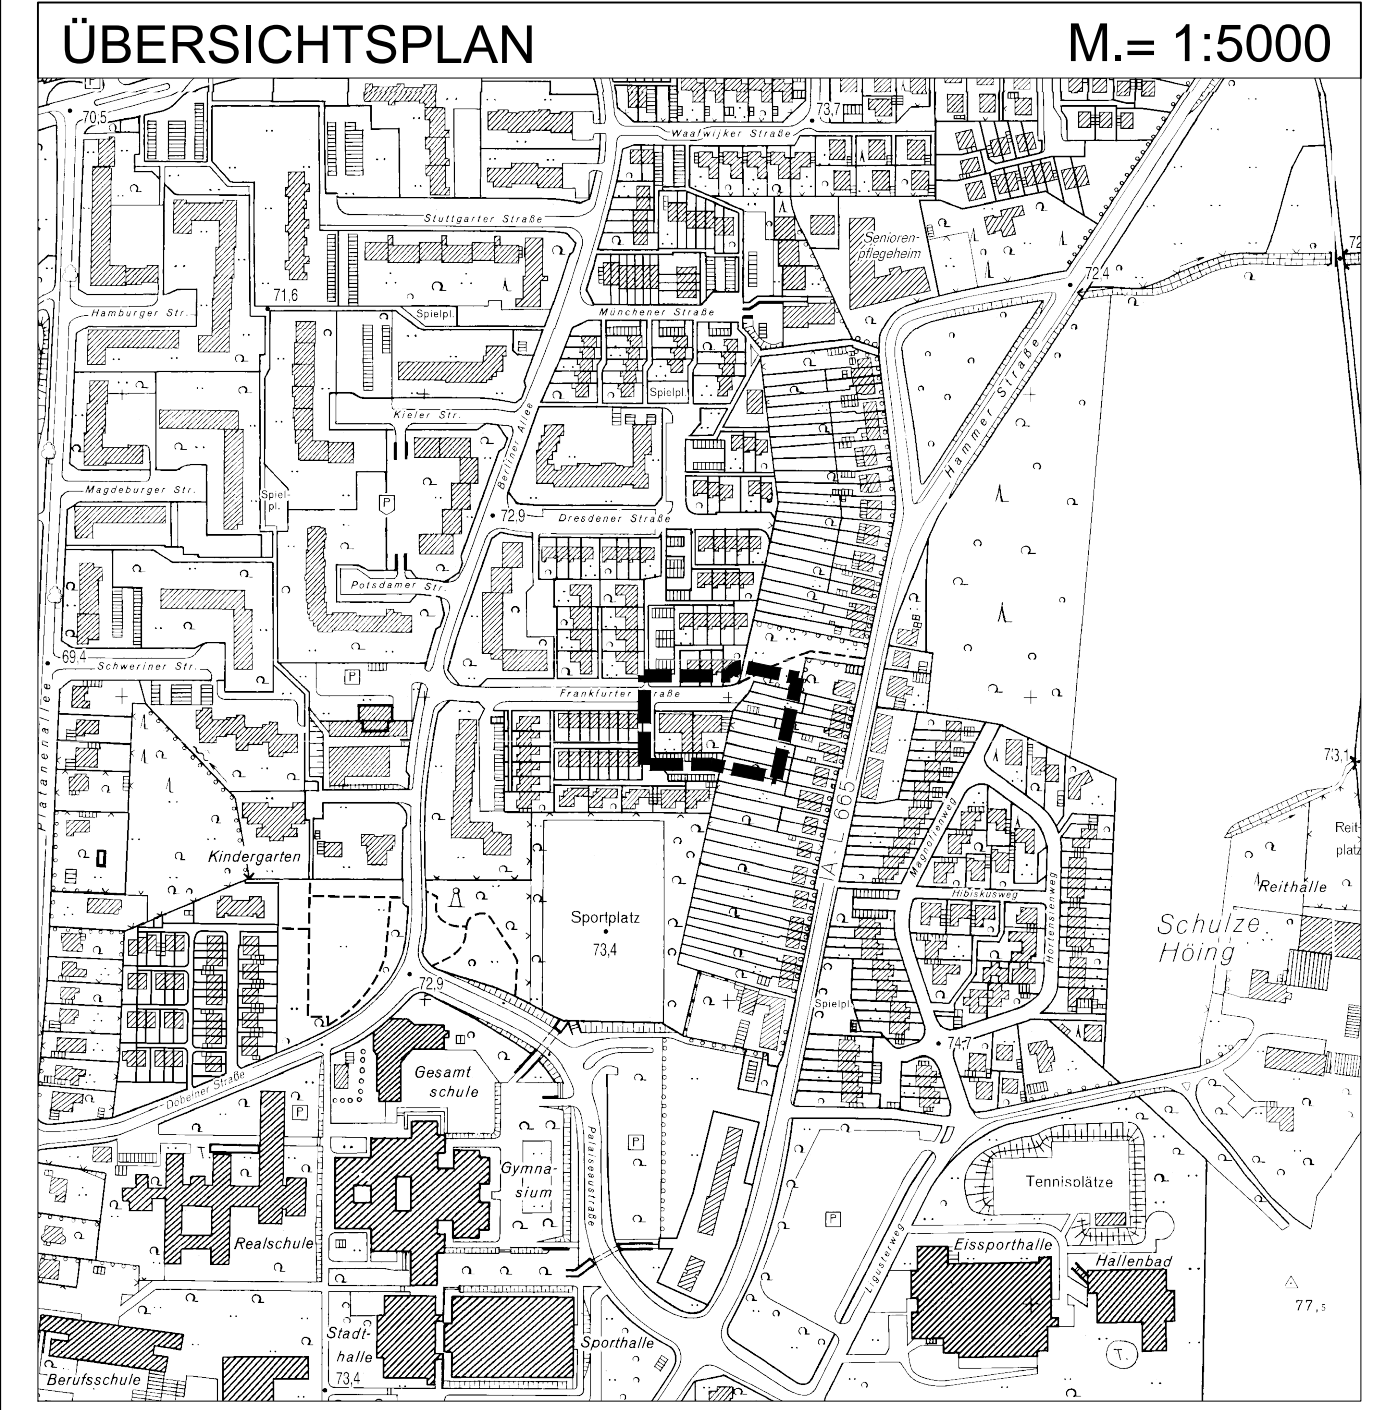 ÜBERSICHTSPLAN
M.= 1:5000
P
70,5
73,7
Waalwijker Straße
Stuttgarter Straße
Senioren-
pflegeheim
72
72,4
71,6
Hamburger Str.
Spielpl.
Münchener Straße
Hammer Straße
Spielpl.
Kieler Str.
Berliner Allee
Magdeburger Str.
Spiel-
pl.
P
72,9
Dresdener Straße
Potsdamer Str.
69,4
Schweriner Str.
P
Frankfurter Straße
Platanenallee
73,1
L 665
Magnolienweg
Reit-
platz
Kindergarten
Reithalle
Hibiskusweg
Hortensienweg
Sportplatz
73,4
Schulze
Höing
72,9
Spielpl.
74,7
Gesamt
schule
Döbelner Straße
P
Palaiseaustraße
P
Gymna-
sium
Tennisplätze
P
Realschule
Ligusterweg
Eissporthalle
Hallenbad
77,5
Stadt-
halle
73,4
Sporthalle
T.
Berufsschule